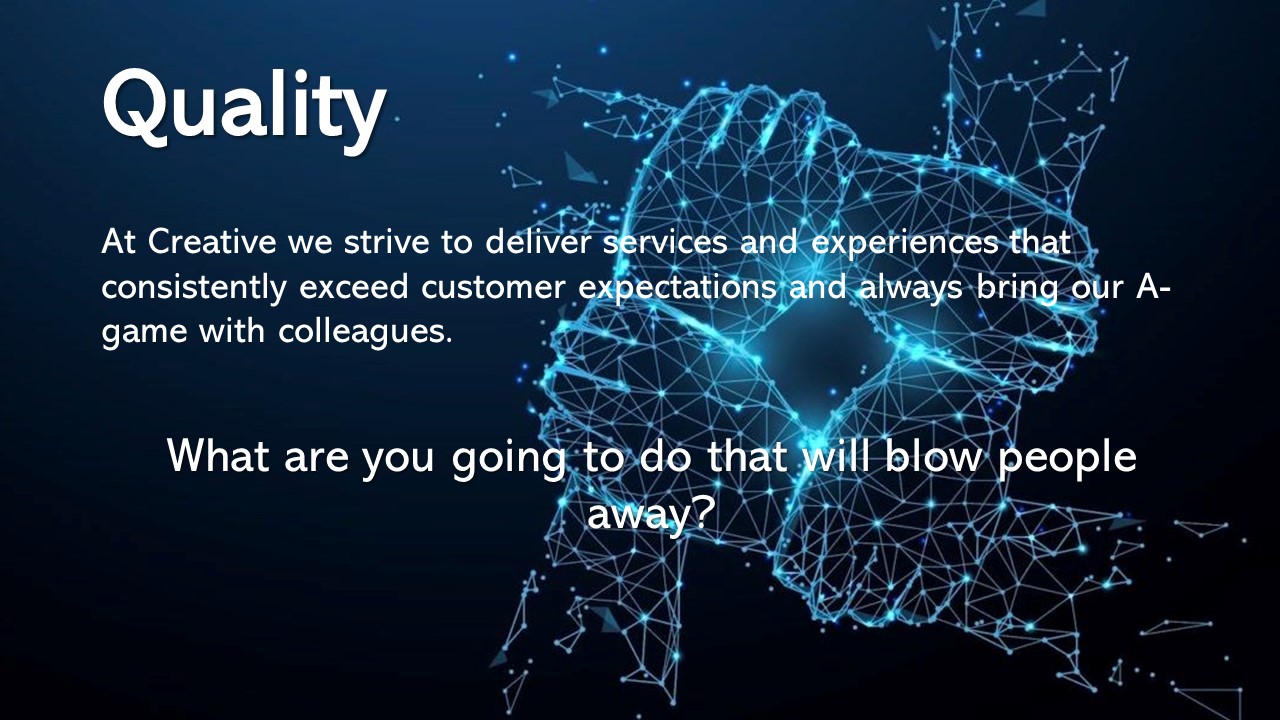 Quality
At Creative we strive to deliver services and experiences that
consistently exceed customer expectations and always bring our A-
game with colleagues.
What are you going to do that will blow people
away?